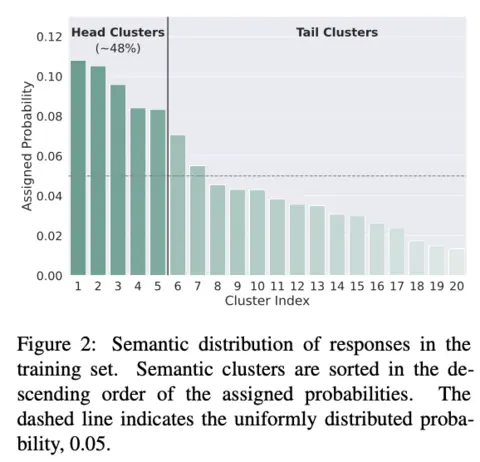 Head Clusters
(~48%)
Tail Clusters
Assigned Probability
0.12
0.10
0.08
0.06
0.04
0.02
0.00
1 2 3 4 5 6 7 8 9 10 11 12 13 14 15 16 17 18 19 20
Cluster Index
Figure 2: Semantic distribution of responses in the
training set. Semantic clusters are sorted in the de-
scending order of the assigned probabilities. The
dashed line indicates the uniformly distributed proba-
bility, 0.05.